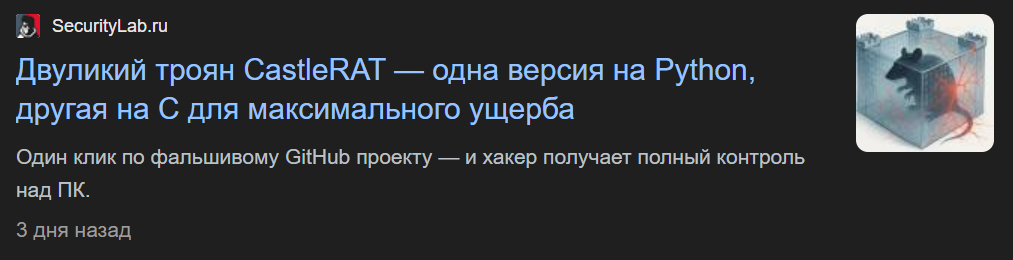 SecurityLab.ru
Двуликий троян CastleRAT — одна версия на Python,
другая на C для максимального ущерба
Один клик по фальшивому GitHub проекту — и хакер получает полный контроль
над ПК.
3 дня назад